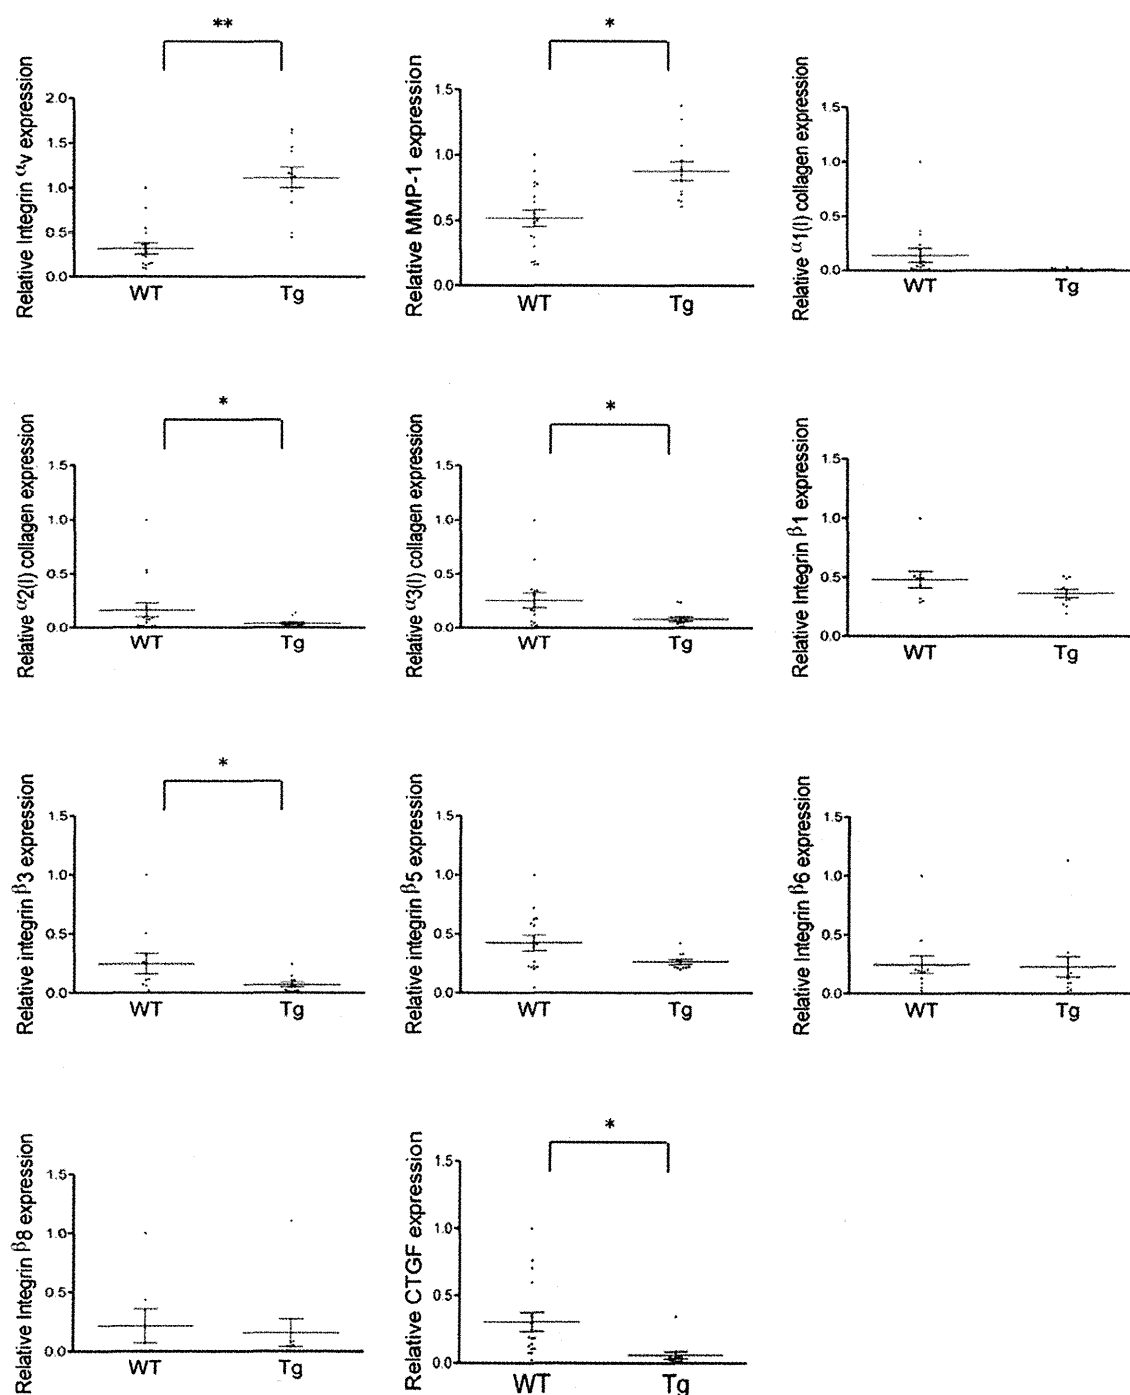 **
Relative Integrin αv expression
2.0
1.5
1.0
0.5
0.0
WT Tg
*
Relative MMP-1 expression
1.5
1.0
0.5
0.0
WT Tg
Relative α1(I) collagen expression
1.5
1.0
0.5
0.0
WT Tg
*
Relative α2(I) collagen expression
1.5
1.0
0.5
0.0
WT Tg
*
Relative α3(I) collagen expression
1.5
1.0
0.5
0.0
WT Tg
Relative Integrin β1 expression
1.5
1.0
0.5
0.0
WT Tg
*
Relative integrin β3 expression
1.5
1.0
0.5
0.0
WT Tg
Relative integrin β5 expression
1.5
1.0
0.5
0.0
WT Tg
Relative Integrin β6 expression
1.5
1.0
0.5
0.0
WT Tg
Relative Integrin β8 expression
1.5
1.0
0.5
0.0
WT Tg
*
Relative CTGF expression
1.5
1.0
0.5
0.0
WT Tg